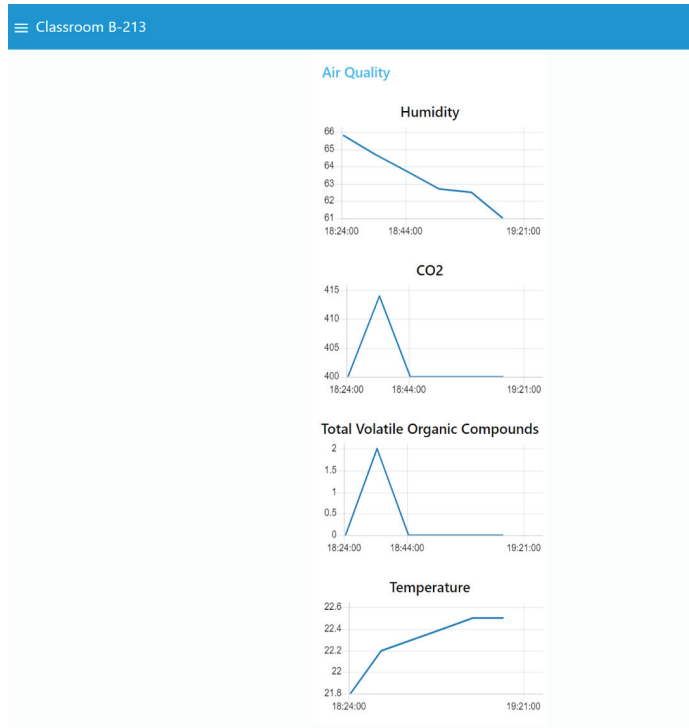 Classroom B-213
Air Quality
Humidity
66
65
64
63
62
61
18:24:00 18:44:00 19:21:00
CO2
415
410
405
400
18:24:00 18:44:00 19:21:00
Total Volatile Organic Compounds
2
1.5
1
0.5
0
18:24:00 18:44:00 19:21:00
Temperature
22.6
22.4
22.2
22
21.8
18:24:00 19:21:00